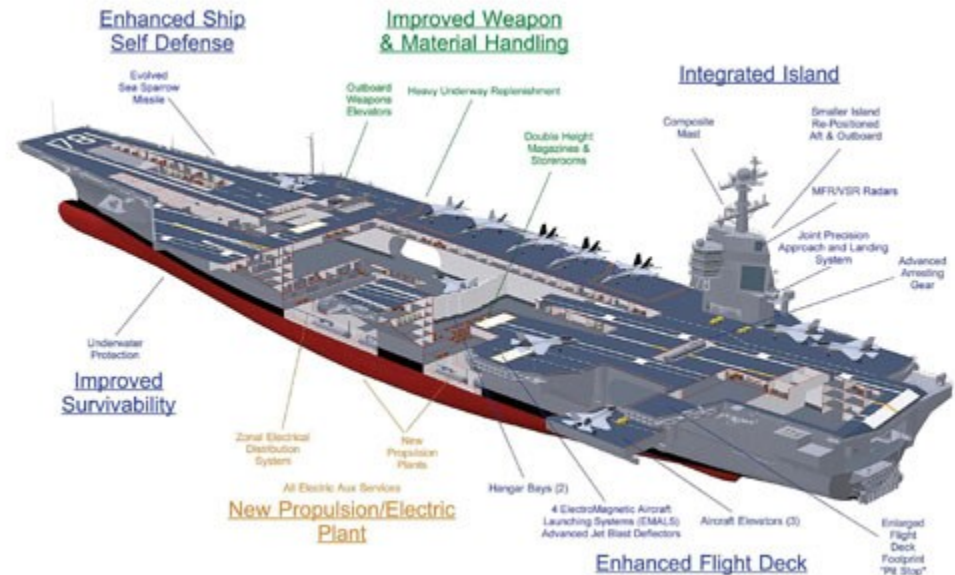 Enhanced Ship
Self Defense
Evolved
Sea Sparrow
Missile
Improved Weapon
& Material Handling
Outboard
Weapons
Elevators
Heavy Underway Replenishment
Double Height
Magazines &
Storerooms
Integrated Island
Composite
Mast
Smaller Island
Re-Positioned
Aft & Outboard
MFR/VSR Radars
Joint Precision
Approach and Landing
System
Advanced
Arresting
Gear
78
Underwater
Protection
Improved
Survivability
Zonal Electrical
Distribution
System
New
Propulsion
Plants
All Electric Aux Services
New Propulsion/Electric
Plant
Hangar Bays (2)
4 ElectroMagnetic Aircraft
Launching Systems (EMALS)
Advanced Jet Blast Deflectors
Aircraft Elevators (3)
Enlarged
Flight
Deck
Footprint
"Pit Stop"
Enhanced Flight Deck